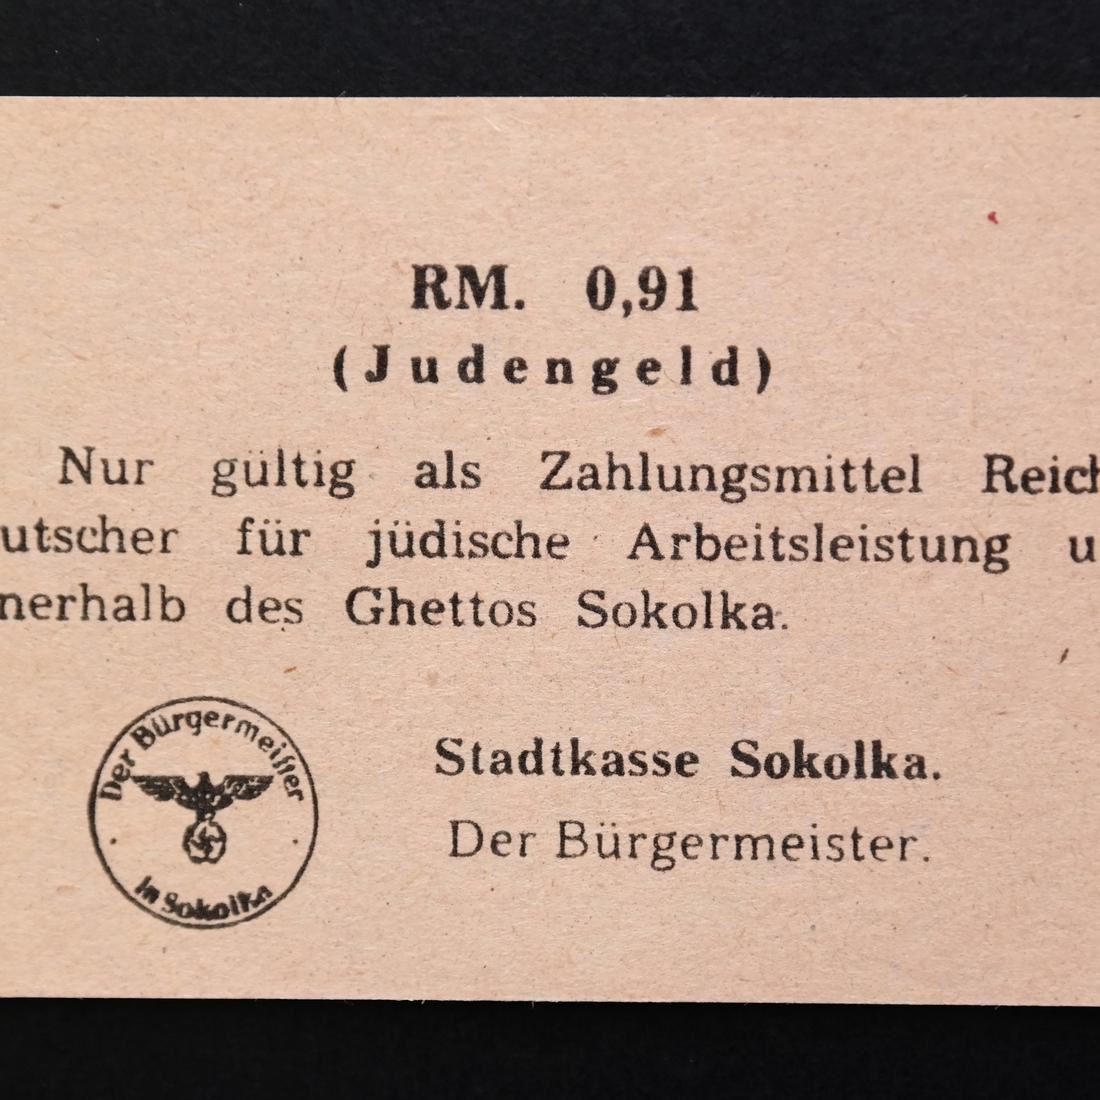 RM. 0,91
(Judengeld)
Nur gültig als Zahlungsmittel Reich
utscher für jüdische Arbeitsleistung u
nerhalb des Ghettos Sokolka.
Der Bürgermeister
in Sokolka
Stadtkasse Sokolka.
Der Bürgermeister.